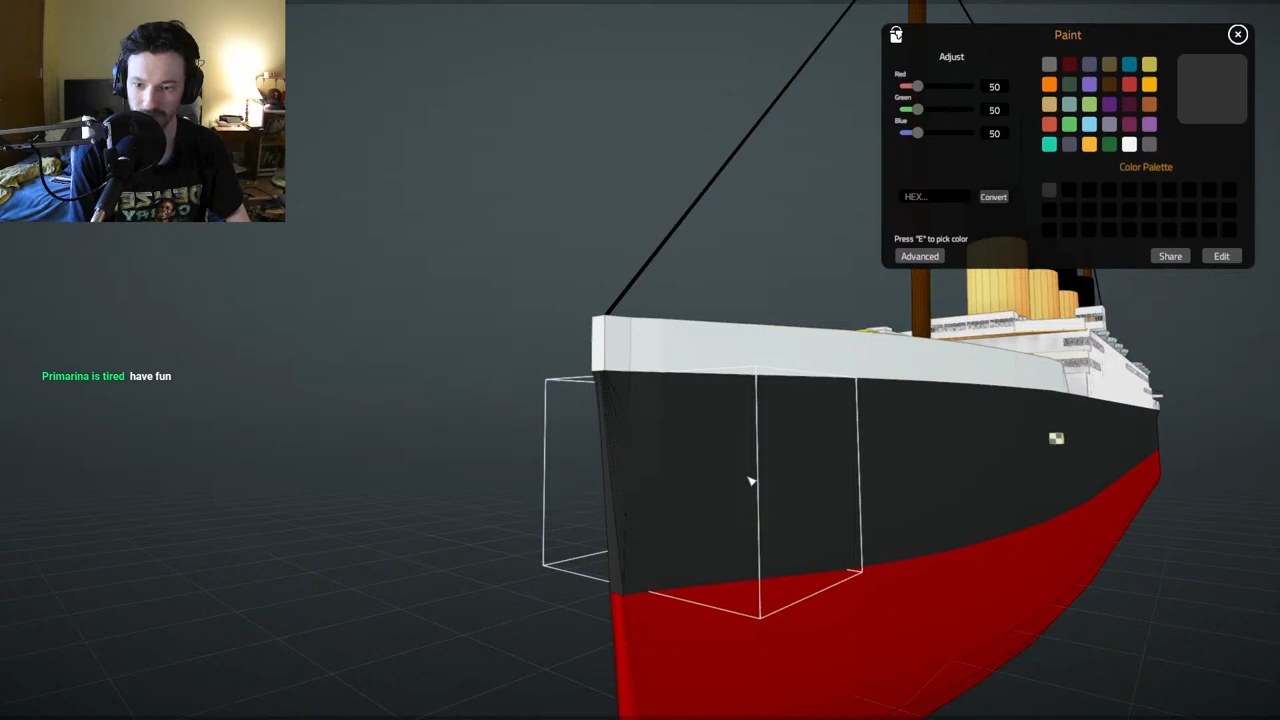 Paint
Adjust
Red
50
Green
50
Blue
50
Color Palette
HEX...
Convert
Press "E" to pick color
Advanced
Share
Edit
Primarina is tired have fun